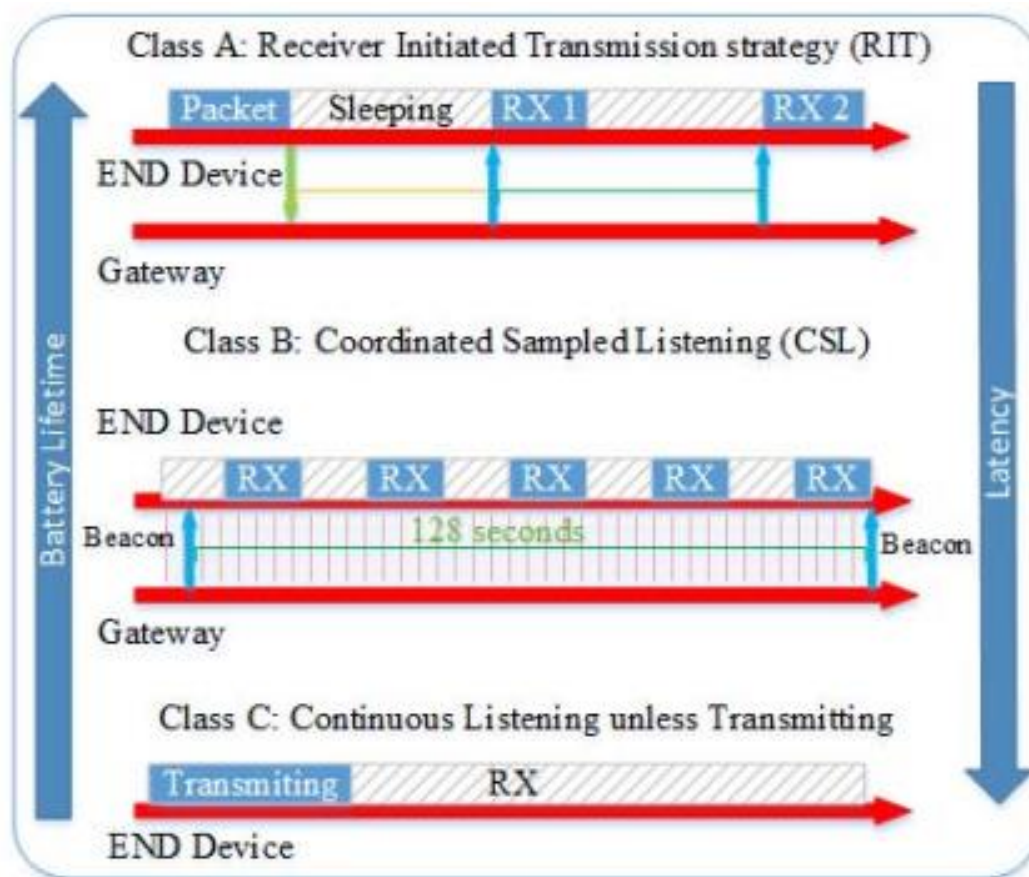 Class A: Receiver Initiated Transmission strategy (RIT)
Packet
Sleeping
RX 1
RX 2
END Device
Gateway
Battery Lifetime
Latency
Class B: Coordinated Sampled Listening (CSL)
END Device
RX
RX
RX
RX
RX
Beacon
128 seconds
Beacon
Gateway
Class C: Continuous Listening unless Transmitting
Transmiting
RX
END Device